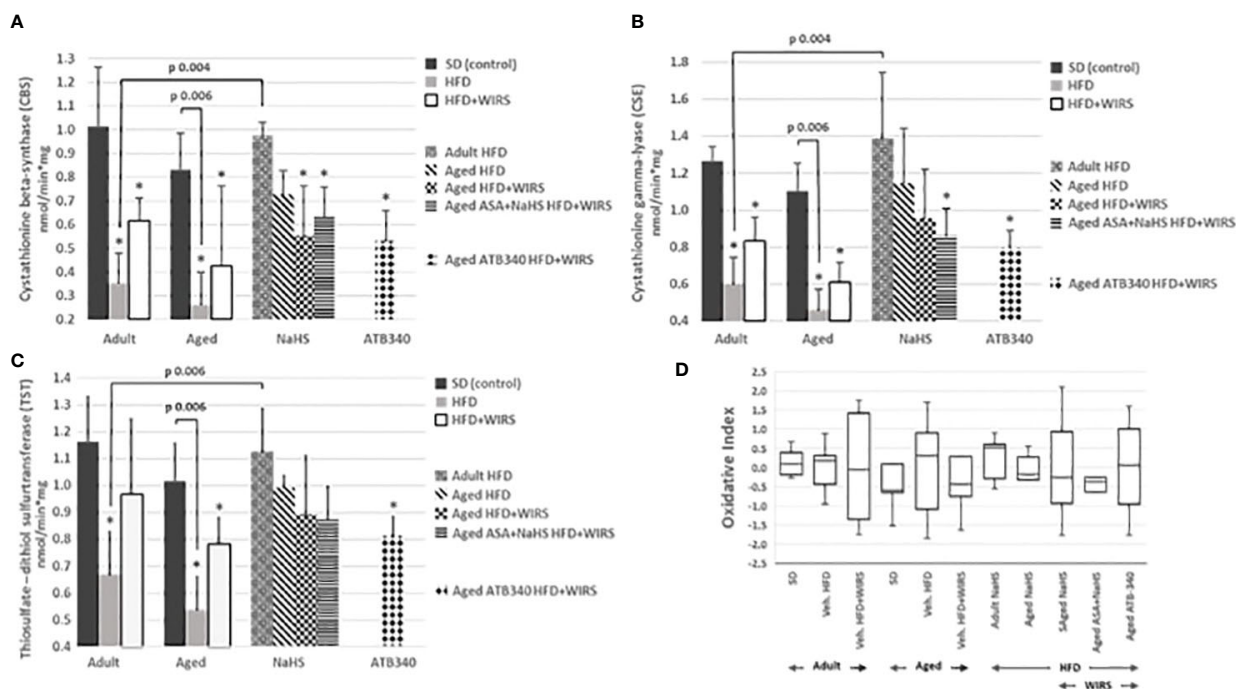 A
Cystathionine beta-synthase (CBS)
nmol/min*mg
1.3
1.2
1.1
1.0
0.9
0.8
0.7
0.6
0.5
0.4
0.3
0.2
p 0.004
p 0.006
* * * * * * *
Adult Aged NaHS ATB340
SD (control)
HFD
HFD+WIRS
Adult HFD
Aged HFD
Aged HFD+WIRS
Aged ASA+NaHS HFD+WIRS
Aged ATB340 HFD+WIRS
B
Cystathionine gamma-lyase (CSE)
nmol/min*mg
1.8
1.6
1.4
1.2
1.0
0.8
0.6
0.4
p 0.004
p 0.006
* * * * * *
Adult Aged NaHS ATB340
SD (control)
HFD
HFD+WIRS
Adult HFD
Aged HFD
Aged HFD+WIRS
Aged ASA+NaHS HFD+WIRS
Aged ATB340 HFD+WIRS
C
Thiosulfate-dithiol sulfurtransferase (TST)
nmol/min*mg
1.4
1.3
1.2
1.1
1.0
0.9
0.8
0.7
0.6
0.5
0.4
p 0.006
p 0.006
* * * *
Adult Aged NaHS ATB340
SD (control)
HFD
HFD+WIRS
Adult HFD
Aged HFD
Aged HFD+WIRS
Aged ASA+NaHS HFD+WIRS
Aged ATB340 HFD+WIRS
D
Oxidative Index
2.5
2.0
1.5
1.0
0.5
0.0
-0.5
-1.0
-1.5
-2.0
-2.5
SD
Veh. HFD
Veh. HFD+WIRS
SD
Veh. HFD
Veh. HFD+WIRS
Adult NaHS
Aged NaHS
SAged NaHS
Aged ASA+NaHS
Aged ATB-340
Adult Aged HFD
WIRS